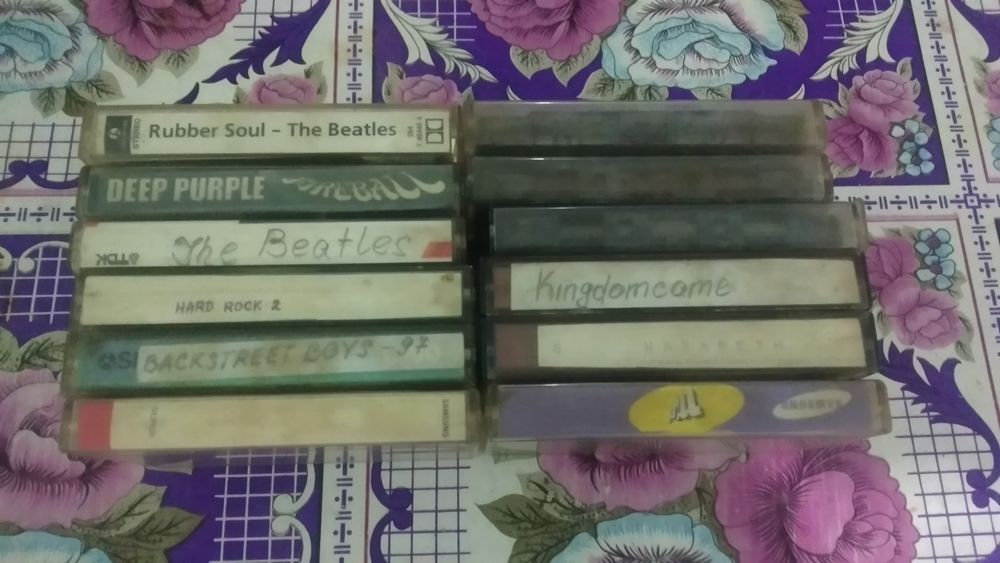 STEREO
Rubber Soul - The Beatles
DEEP PURPLE FIREBALL
TDK
The Beatles
HARD ROCK 2
BACKSTREET BOYS - 97
SAMSUNG
Kingdomcome
NAZARETH
SAMSUNG